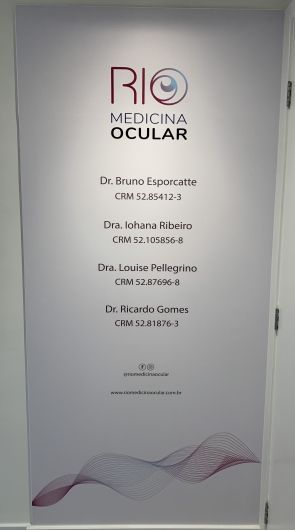 RIO
MEDICINA
OCULAR
Dr. Bruno Esporcatte
CRM 52.85412-3
Dra. Iohana Ribeiro
CRM 52.105856-8
Dra. Louise Pellegrino
CRM 52.87696-8
Dr. Ricardo Gomes
CRM 52.81876-3
@riomedicinaocular
www.riomedicinaocular.com.br